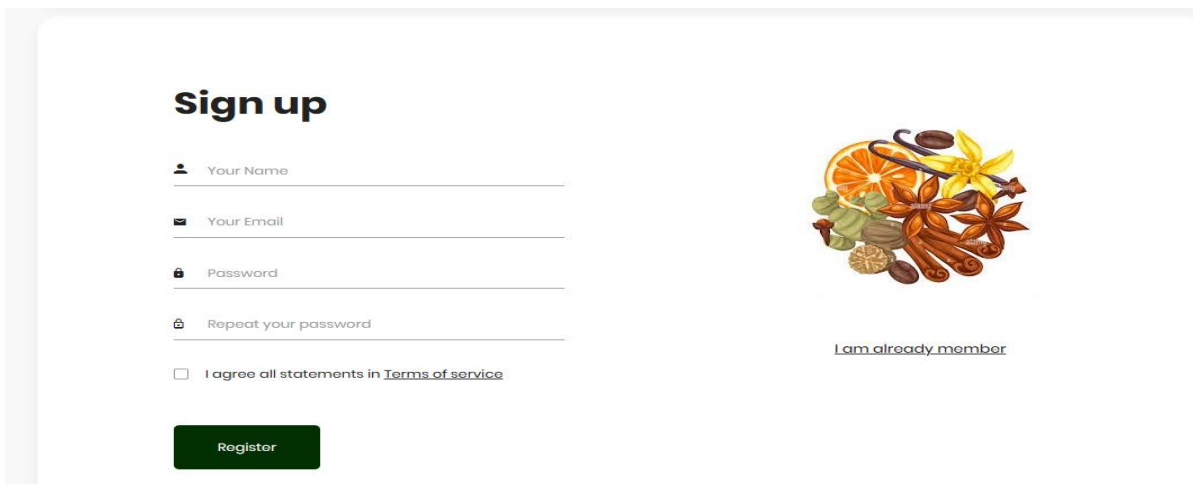 Sign up
Your Name
Your Email
Password
Repeat your password
I agree all statements in Terms of service
Register
I am already member